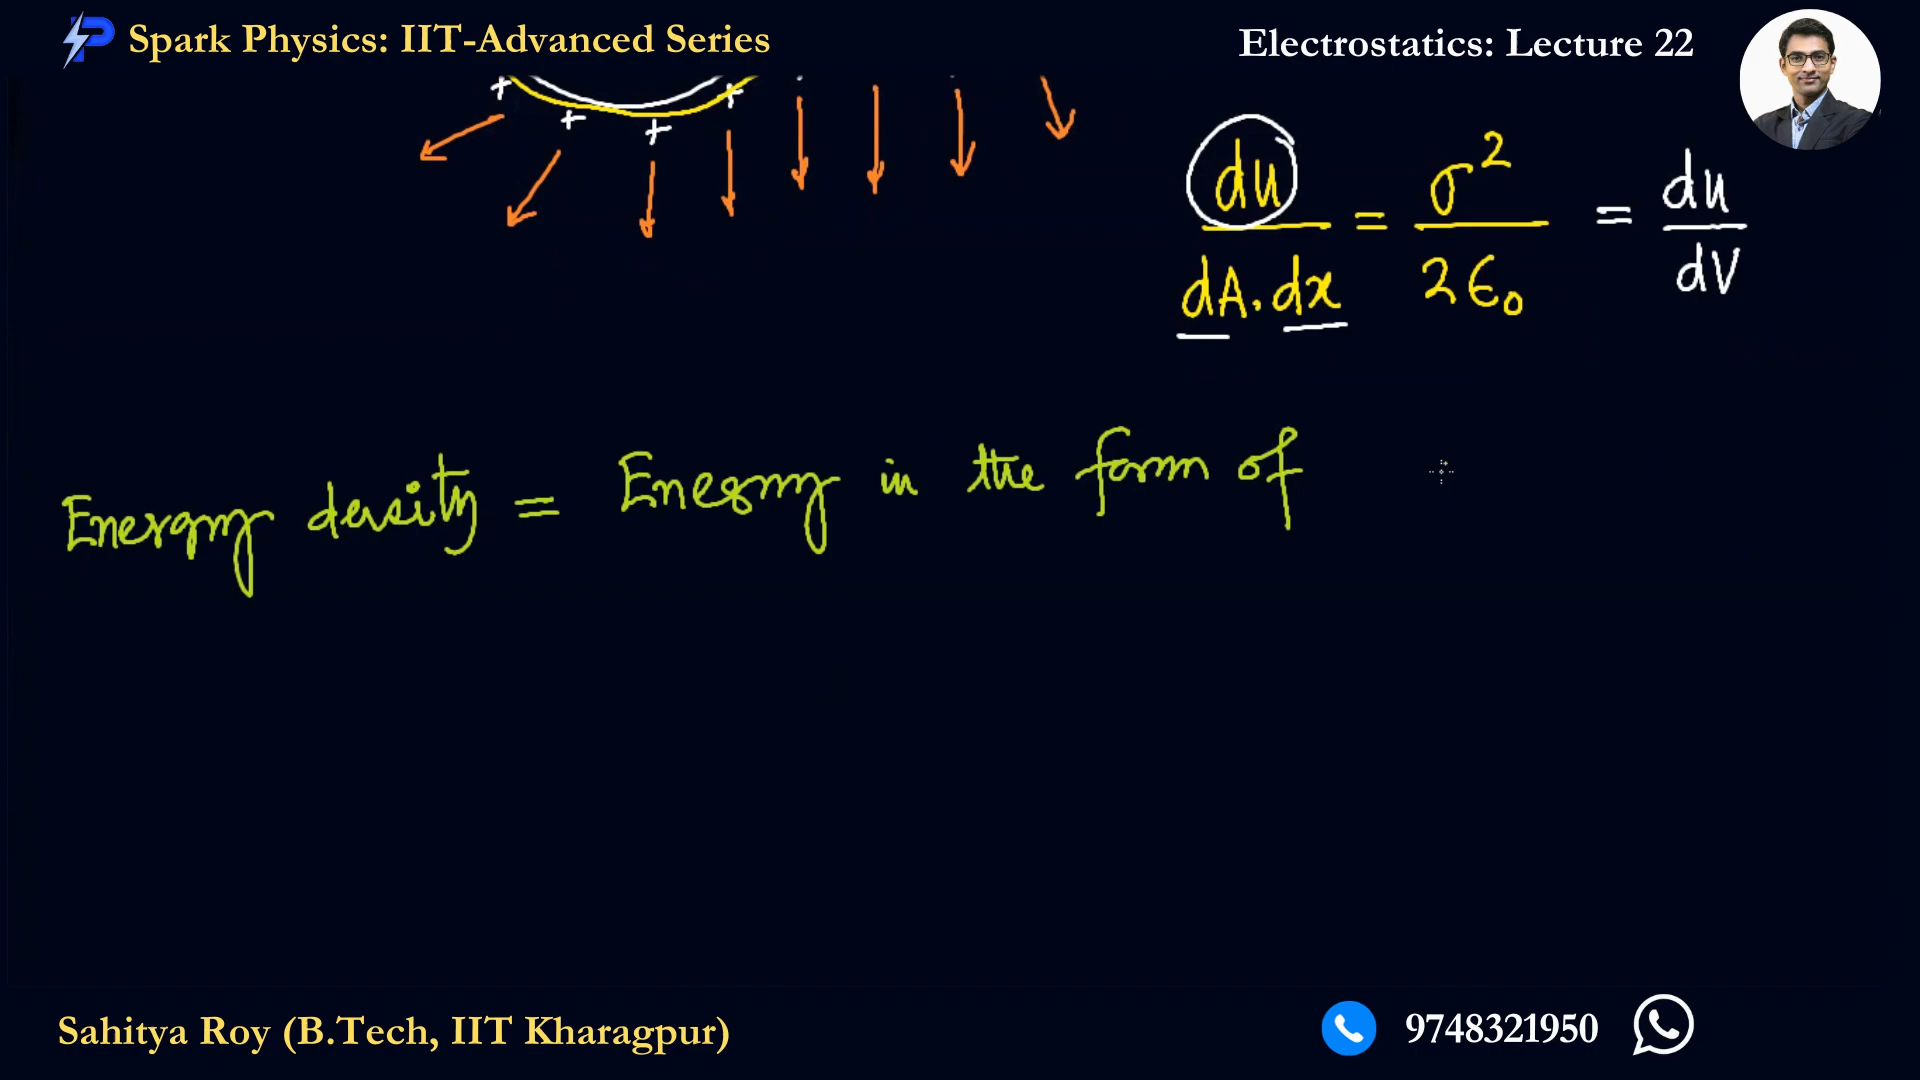 Spark Physics: IIT-Advanced Series
Electrostatics: Lecture 22
du/dA.dx = σ²/2ϵ₀ = du/dV
Energy density = Energy in the form of
Sahitya Roy (B.Tech, IIT Kharagpur)
9748321950